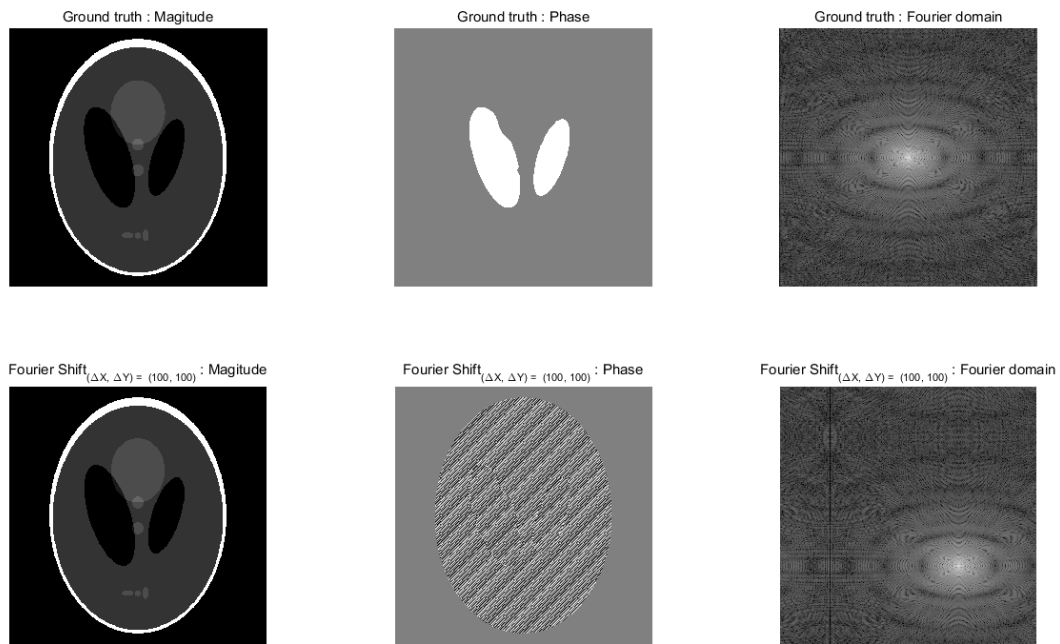 Ground truth : Magitude
Ground truth : Phase
Ground truth : Fourier domain
Fourier Shift(ΔX, ΔY) = (100, 100) : Magitude
Fourier Shift(ΔX, ΔY) = (100, 100) : Phase
Fourier Shift(ΔX, ΔY) = (100, 100) : Fourier domain